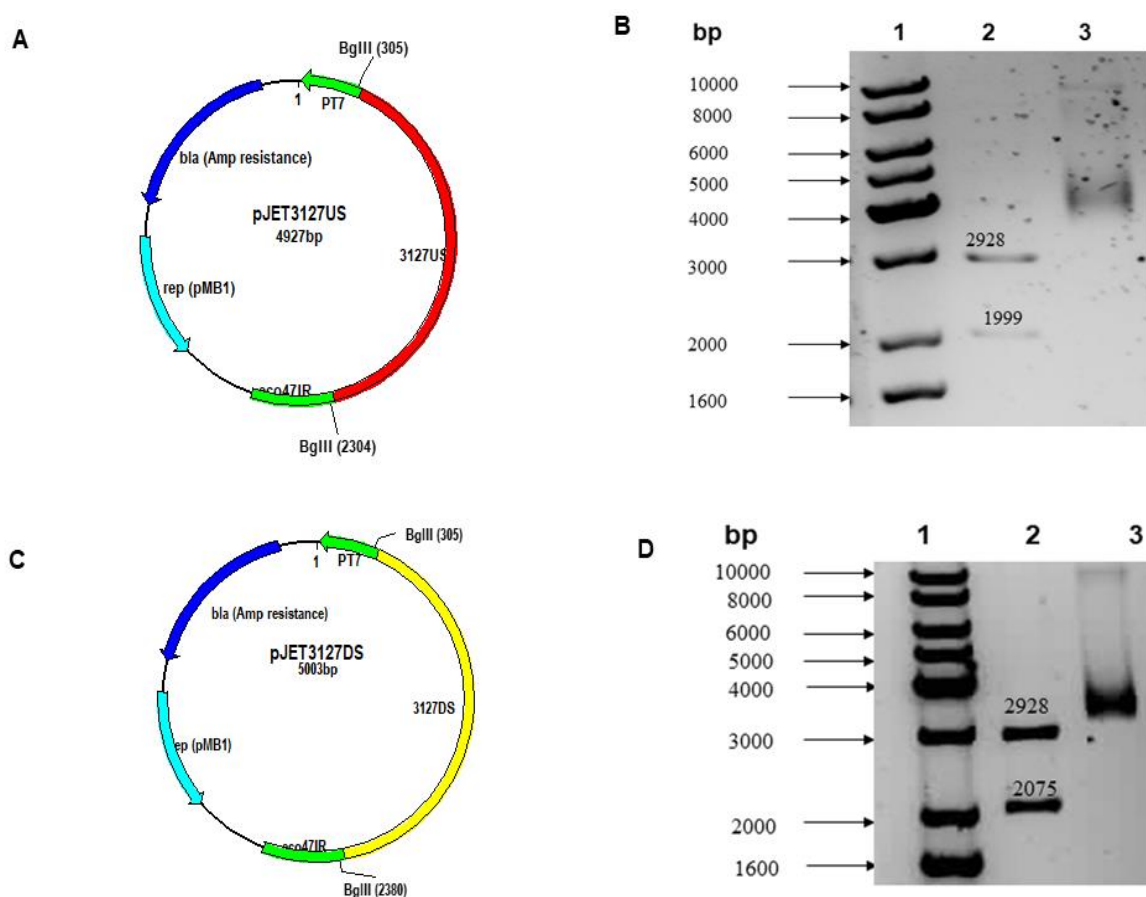 A
BglII (305)
1
PT7
bla (Amp resistance)
pJET3127US
4927bp
3127US
rep (pMB1)
eco47IR
BglII (2304)
B
bp
1 2 3
10000
8000
6000
5000
4000
3000
2000
1600
2928
1999
C
BglII (305)
1
PT7
bla (Amp resistance)
pJET3127DS
5003bp
3127DS
ep (pMB1)
eco47IR
BglII (2380)
D
bp
1 2 3
10000
8000
6000
5000
4000
3000
2000
1600
2928
2075